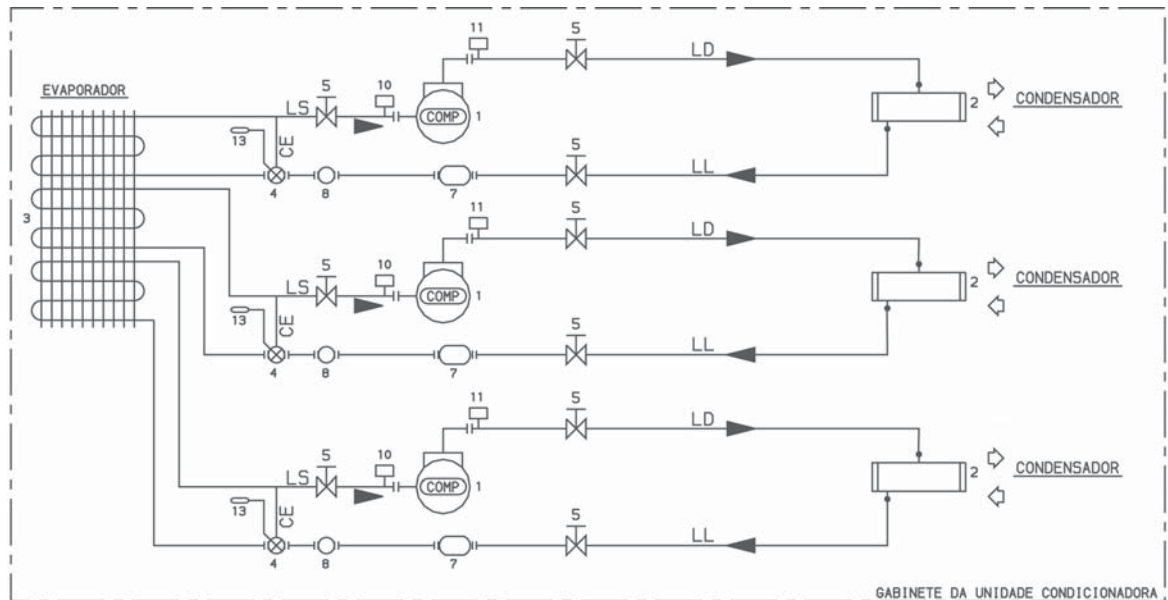 11
5
LD
EVAPORADOR
5
10
LS
COMP
1
2
CONDENSADOR
13
CE
5
LL
4
8
7
11
5
LD
3
5
10
LS
COMP
1
2
CONDENSADOR
13
CE
5
LL
4
8
7
11
5
LD
5
10
LS
COMP
1
2
CONDENSADOR
13
CE
5
LL
4
8
7
GABINETE DA UNIDADE CONDICIONADORA